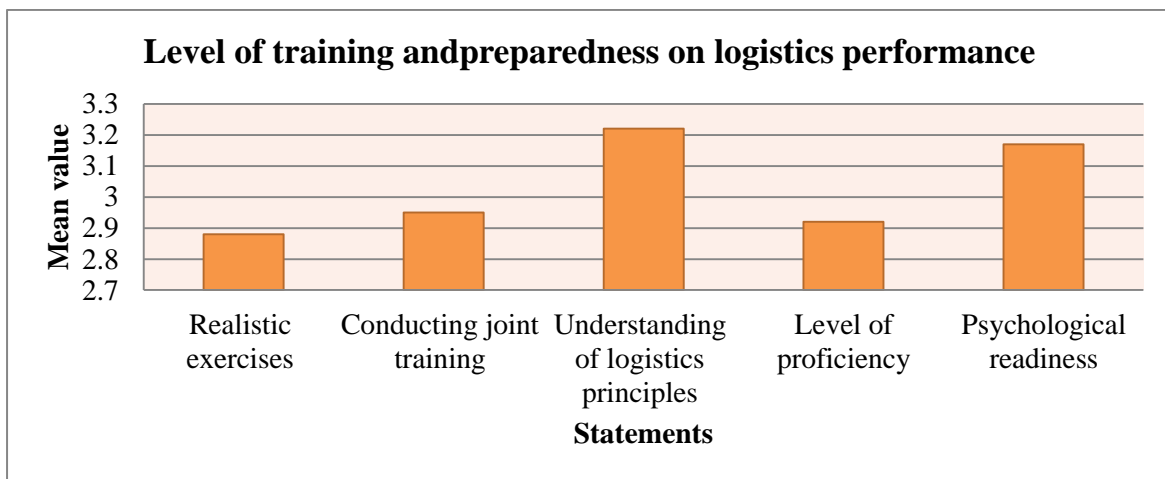 Level of training andpreparedness on logistics performance
Mean value
3.3
3.2
3.1
3
2.9
2.8
2.7
Realistic
exercises
Conducting joint
training
Understanding
of logistics
principles
Level of
proficiency
Psychological
readiness
Statements